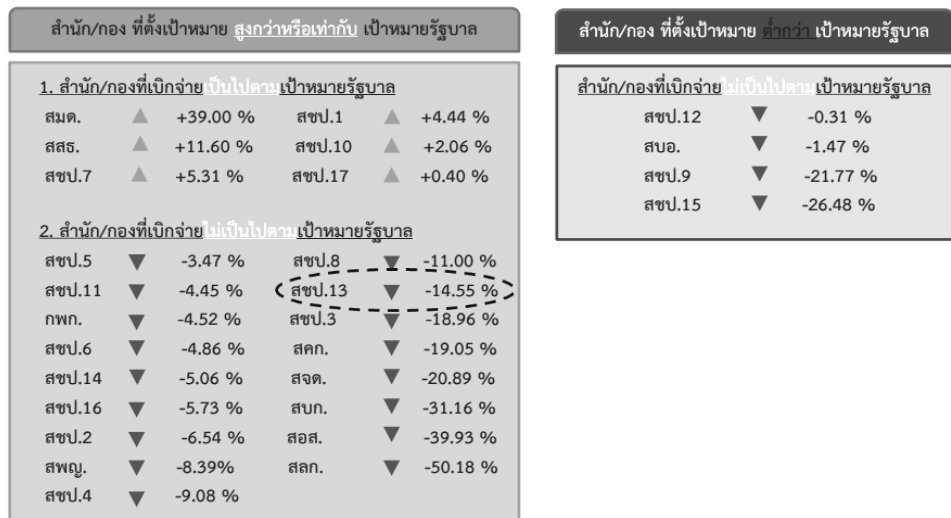 สำนัก/กอง ที่ตั้งเป้าหมาย สูงกว่าหรือเท่ากับ เป้าหมายรัฐบาล
1. สำนัก/กองที่เบิกจ่ายเป็นไปตามเป้าหมายรัฐบาล
สมด. ▲ +39.00 % สชป.1 ▲ +4.44 %
สสธ. ▲ +11.60 % สชป.10 ▲ +2.06 %
สชป.7 ▲ +5.31 % สชป.17 ▲ +0.40 %
2. สำนัก/กองที่เบิกจ่ายไม่เป็นไปตามเป้าหมายรัฐบาล
สชป.5 ▼ -3.47 % สชป.8 ▼ -11.00 %
สชป.11 ▼ -4.45 % สชป.13 ▼ -14.55 %
กพก. ▼ -4.52 % สชป.3 ▼ -18.96 %
สชป.6 ▼ -4.86 % สคก. ▼ -19.05 %
สชป.14 ▼ -5.06 % สจด. ▼ -20.89 %
สชป.16 ▼ -5.73 % สบก. ▼ -31.16 %
สชป.2 ▼ -6.54 % สอส. ▼ -39.93 %
สพญ. ▼ -8.39% สลก. ▼ -50.18 %
สชป.4 ▼ -9.08 %
สำนัก/กอง ที่ตั้งเป้าหมาย ต่ำกว่า เป้าหมายรัฐบาล
สำนัก/กองที่เบิกจ่ายไม่เป็นไปตามเป้าหมายรัฐบาล
สชป.12 ▼ -0.31 %
สบอ. ▼ -1.47 %
สชป.9 ▼ -21.77 %
สชป.15 ▼ -26.48 %